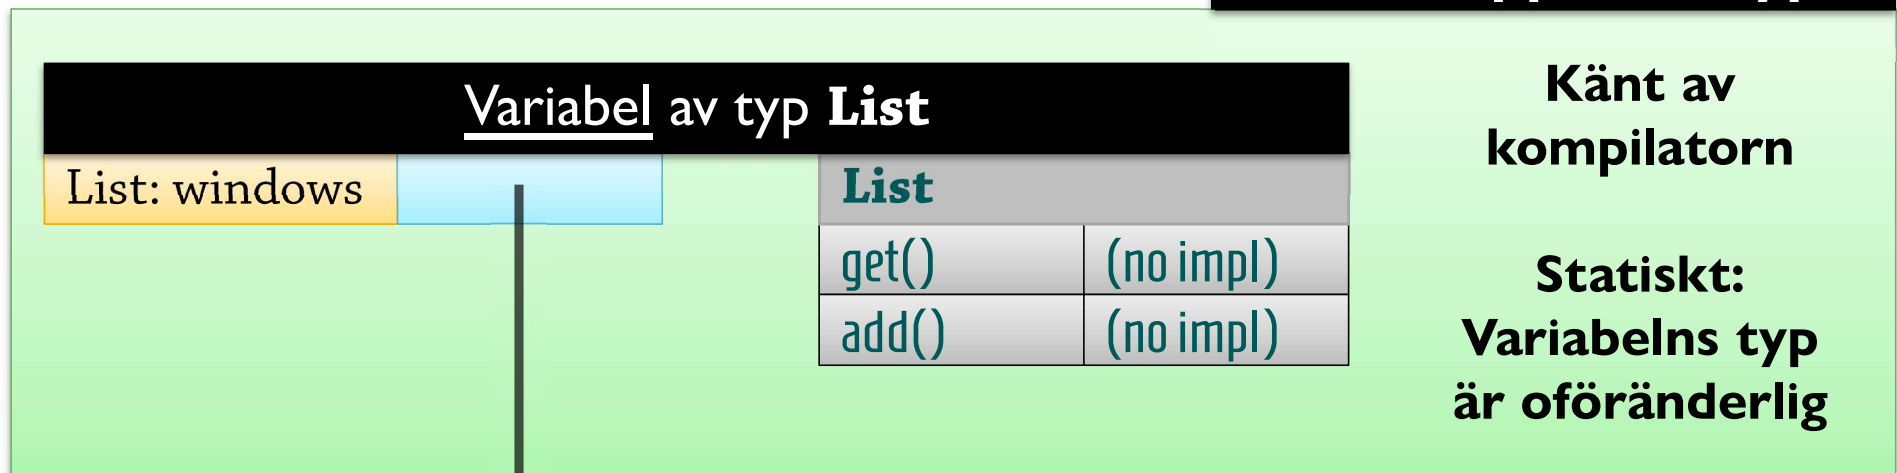 Variabel av typ List
List: windows
List
get() (no impl)
add() (no impl)
Känt av
kompilatorn
Statiskt:
Variabelns typ
är oföränderlig